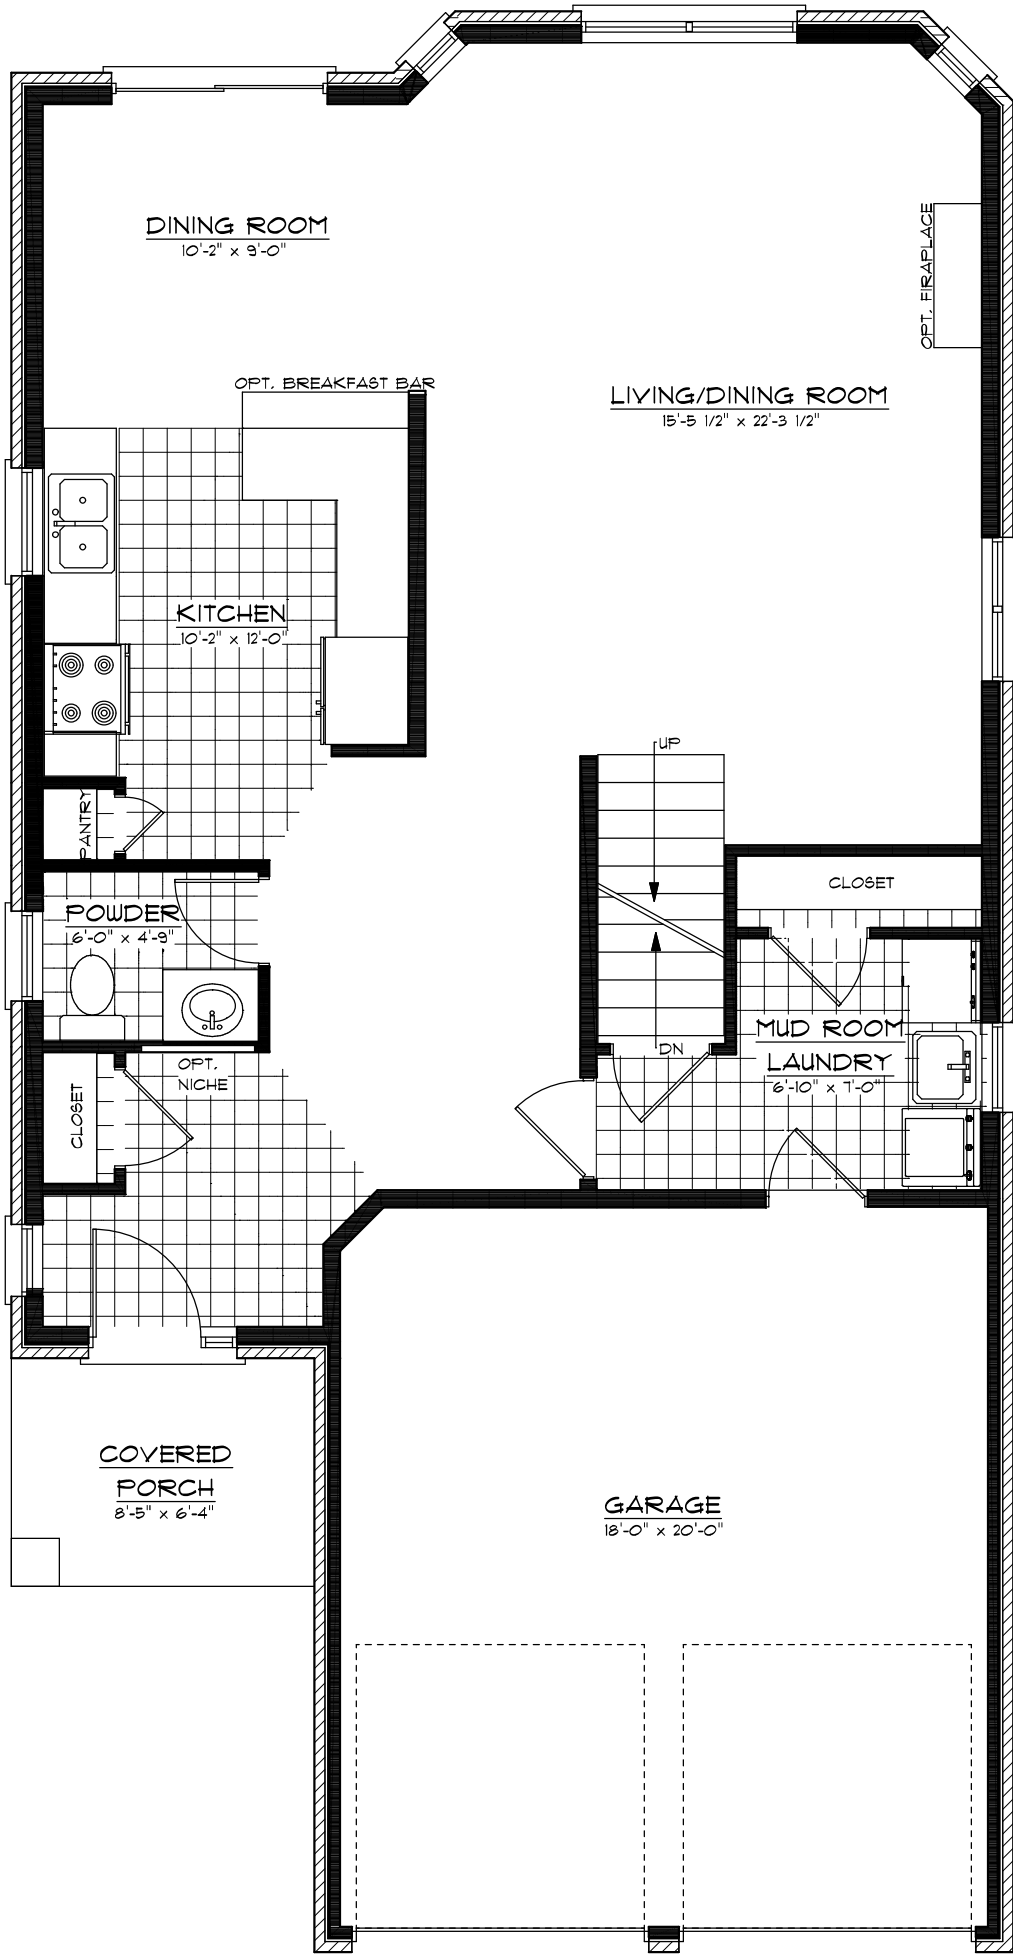 DINING ROOM
10'-2" x 9'-0"
OPT. FIRAPLACE
OPT. BREAKFAST BAR
LIVING/DINING ROOM
15'-5 1/2" x 22'-3 1/2"
KITCHEN
10'-2" x 12'-0"
UP
PANTRY
CLOSET
POWDER
6'-0" x 4'-9"
MUD ROOM
LAUNDRY
6'-10" x 7'-0"
DN
OPT.
NICHE
CLOSET
COVERED
PORCH
8'-5" x 6'-4"
GARAGE
18'-0" x 20'-0"